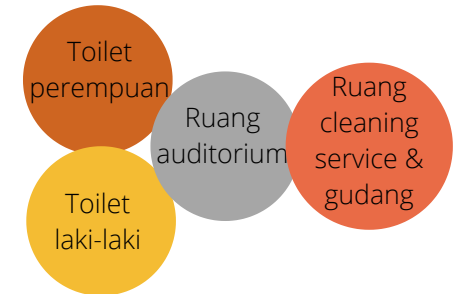 Toilet
perempuan
Toilet
laki-laki
Ruang
auditorium
Ruang
cleaning
service &
gudang